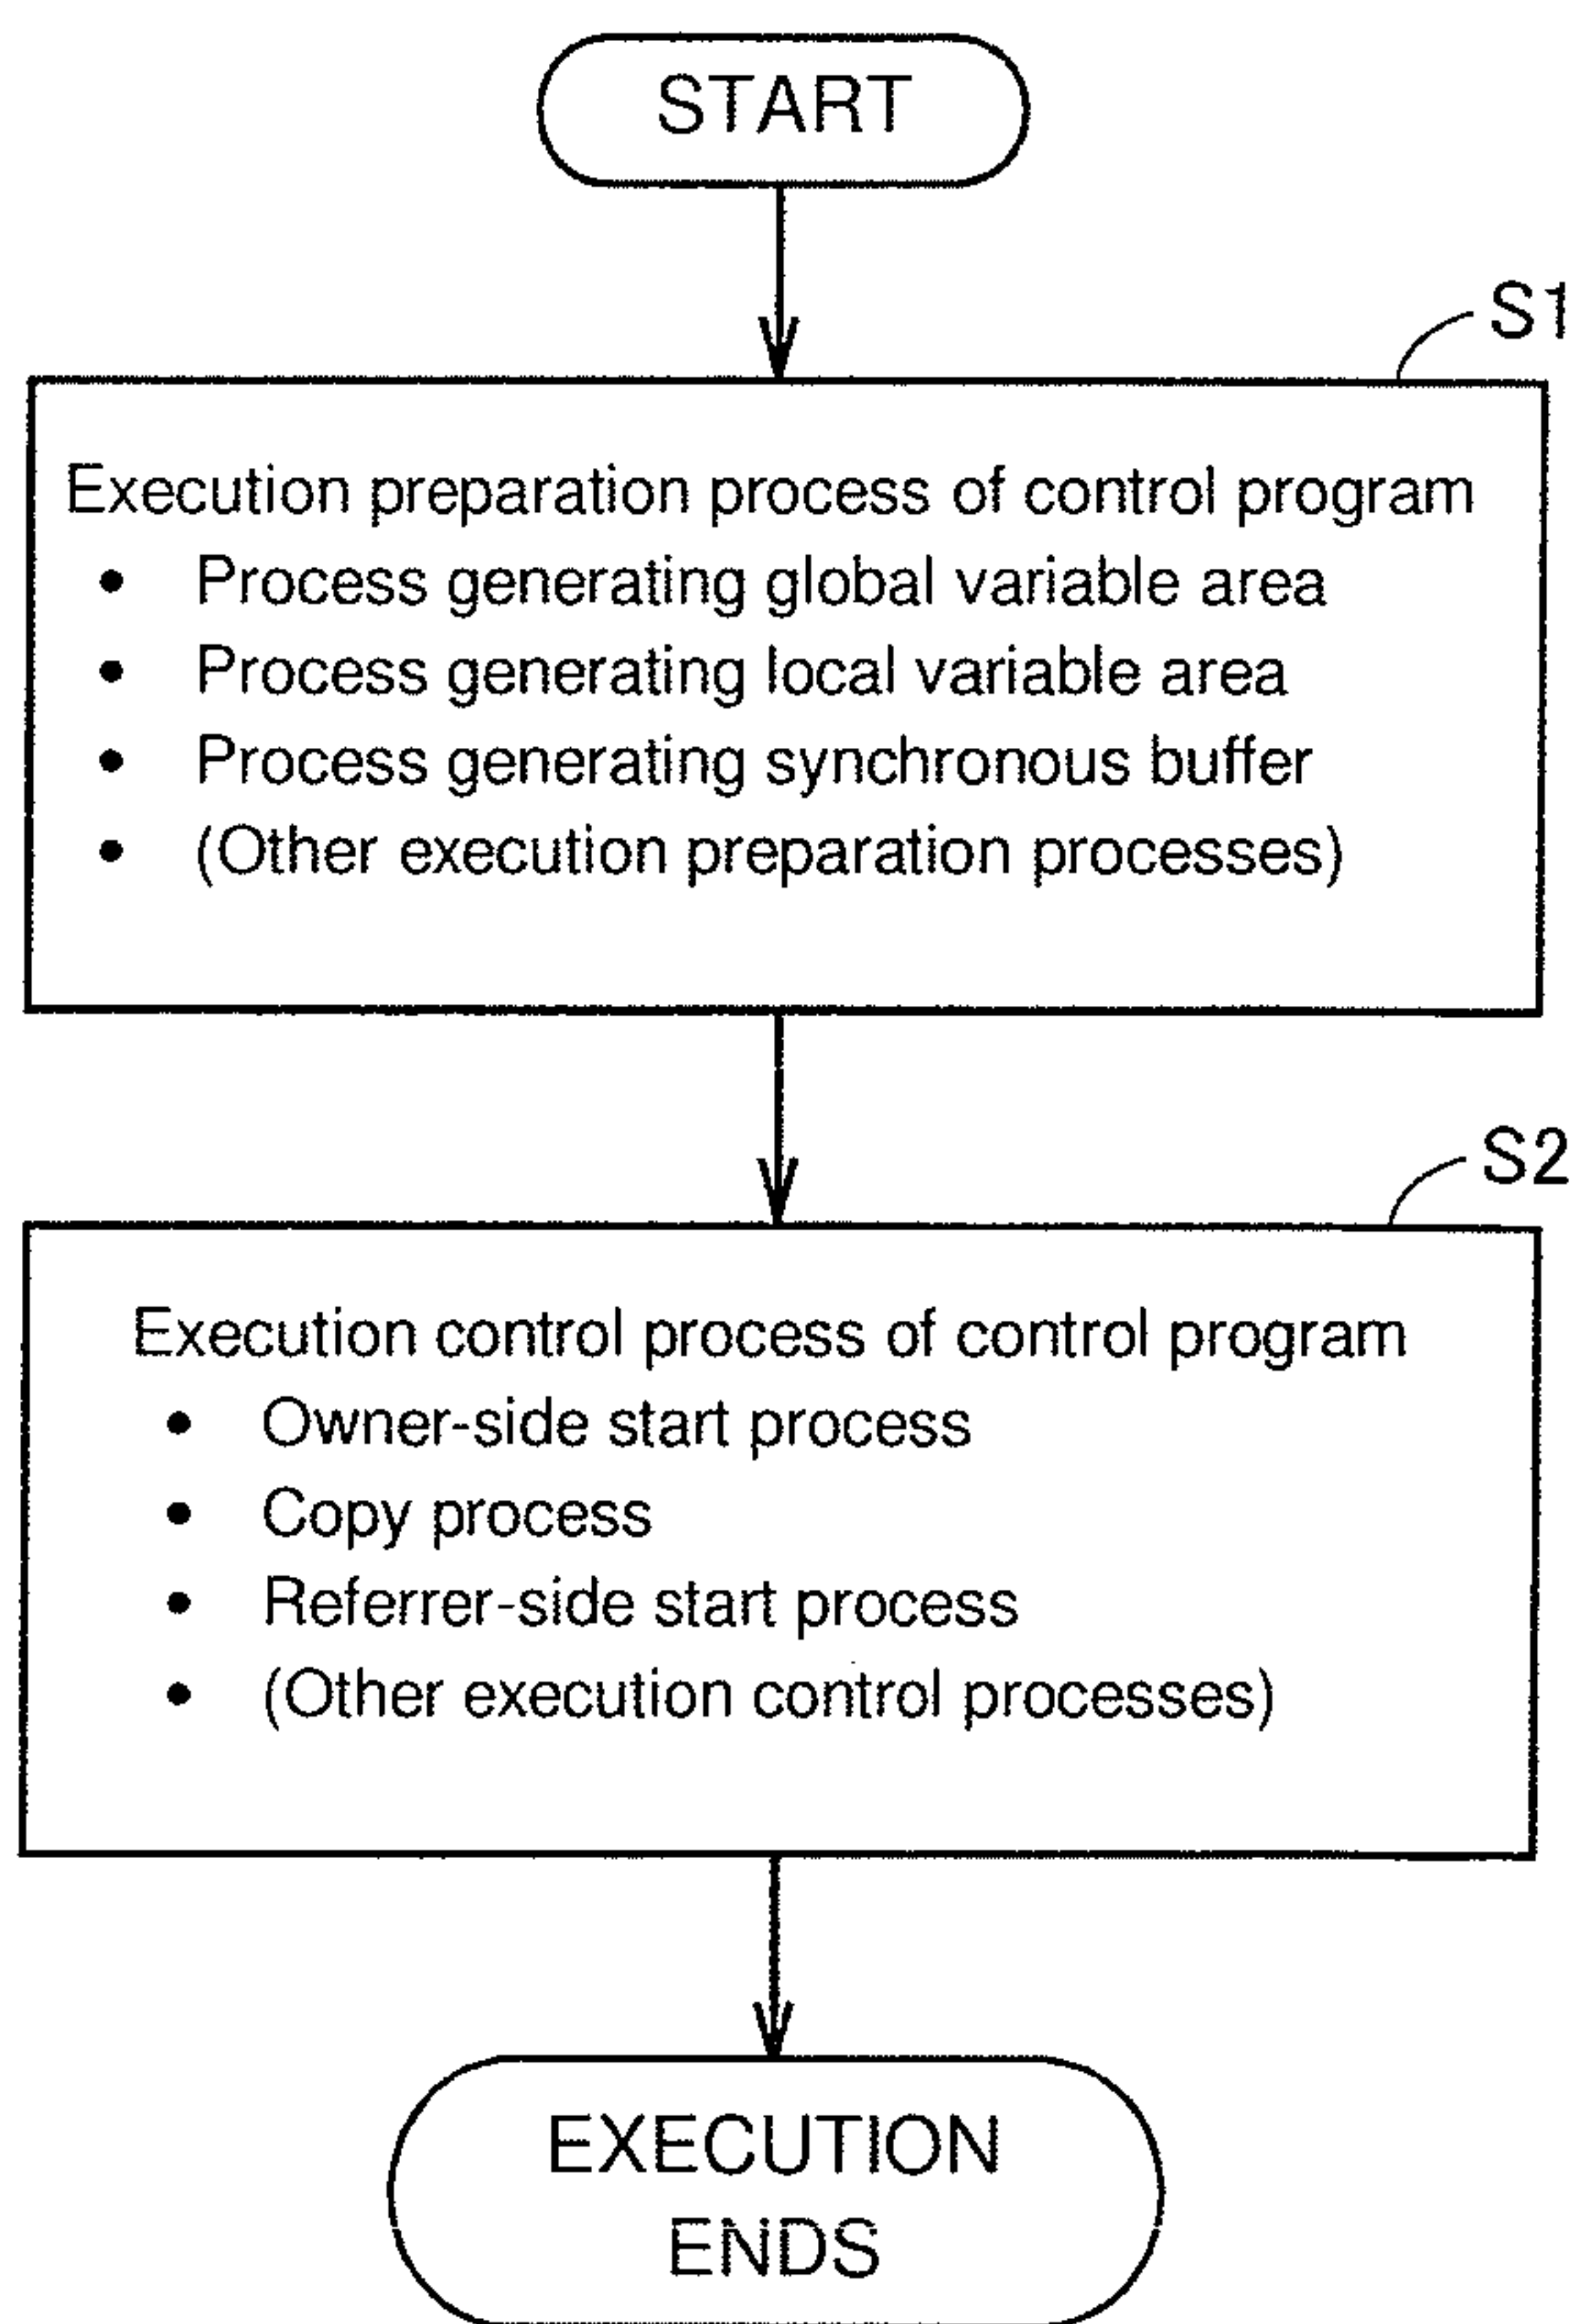 START
S1
Execution preparation process of control program
• Process generating global variable area
• Process generating local variable area
• Process generating synchronous buffer
• (Other execution preparation processes)
S2
Execution control process of control program
• Owner-side start process
• Copy process
• Referrer-side start process
• (Other execution control processes)
EXECUTION
ENDS